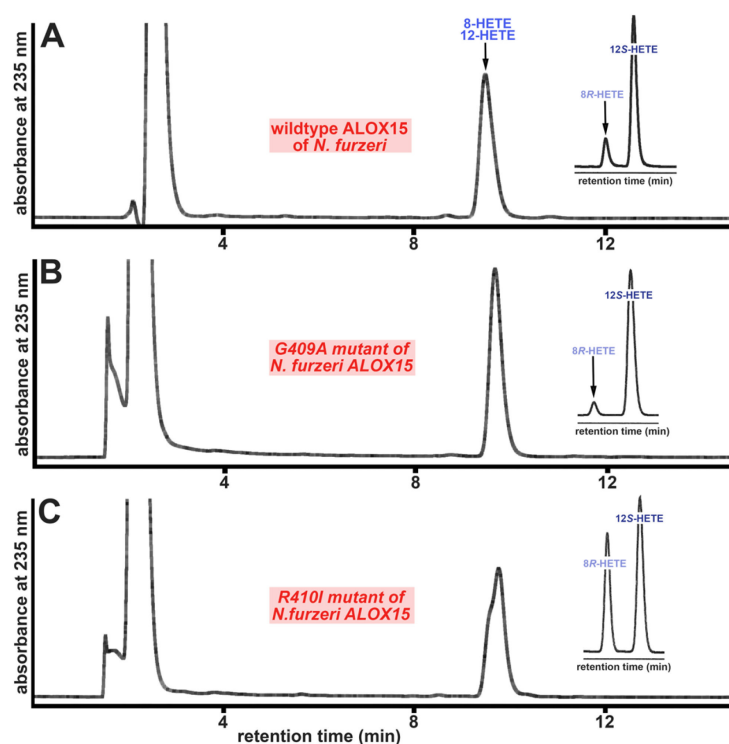 A
absorbance at 235 nm
8-HETE
12-HETE
wildtype ALOX15
of N. furzeri
12S-HETE
8R-HETE
retention time (min)
4
8
12
B
absorbance at 235 nm
G409A mutant of
N. furzeri ALOX15
12S-HETE
8R-HETE
retention time (min)
4
8
12
C
absorbance at 235 nm
R410I mutant of
N.furzeri ALOX15
12S-HETE
8R-HETE
retention time (min)
4
8
12
retention time (min)